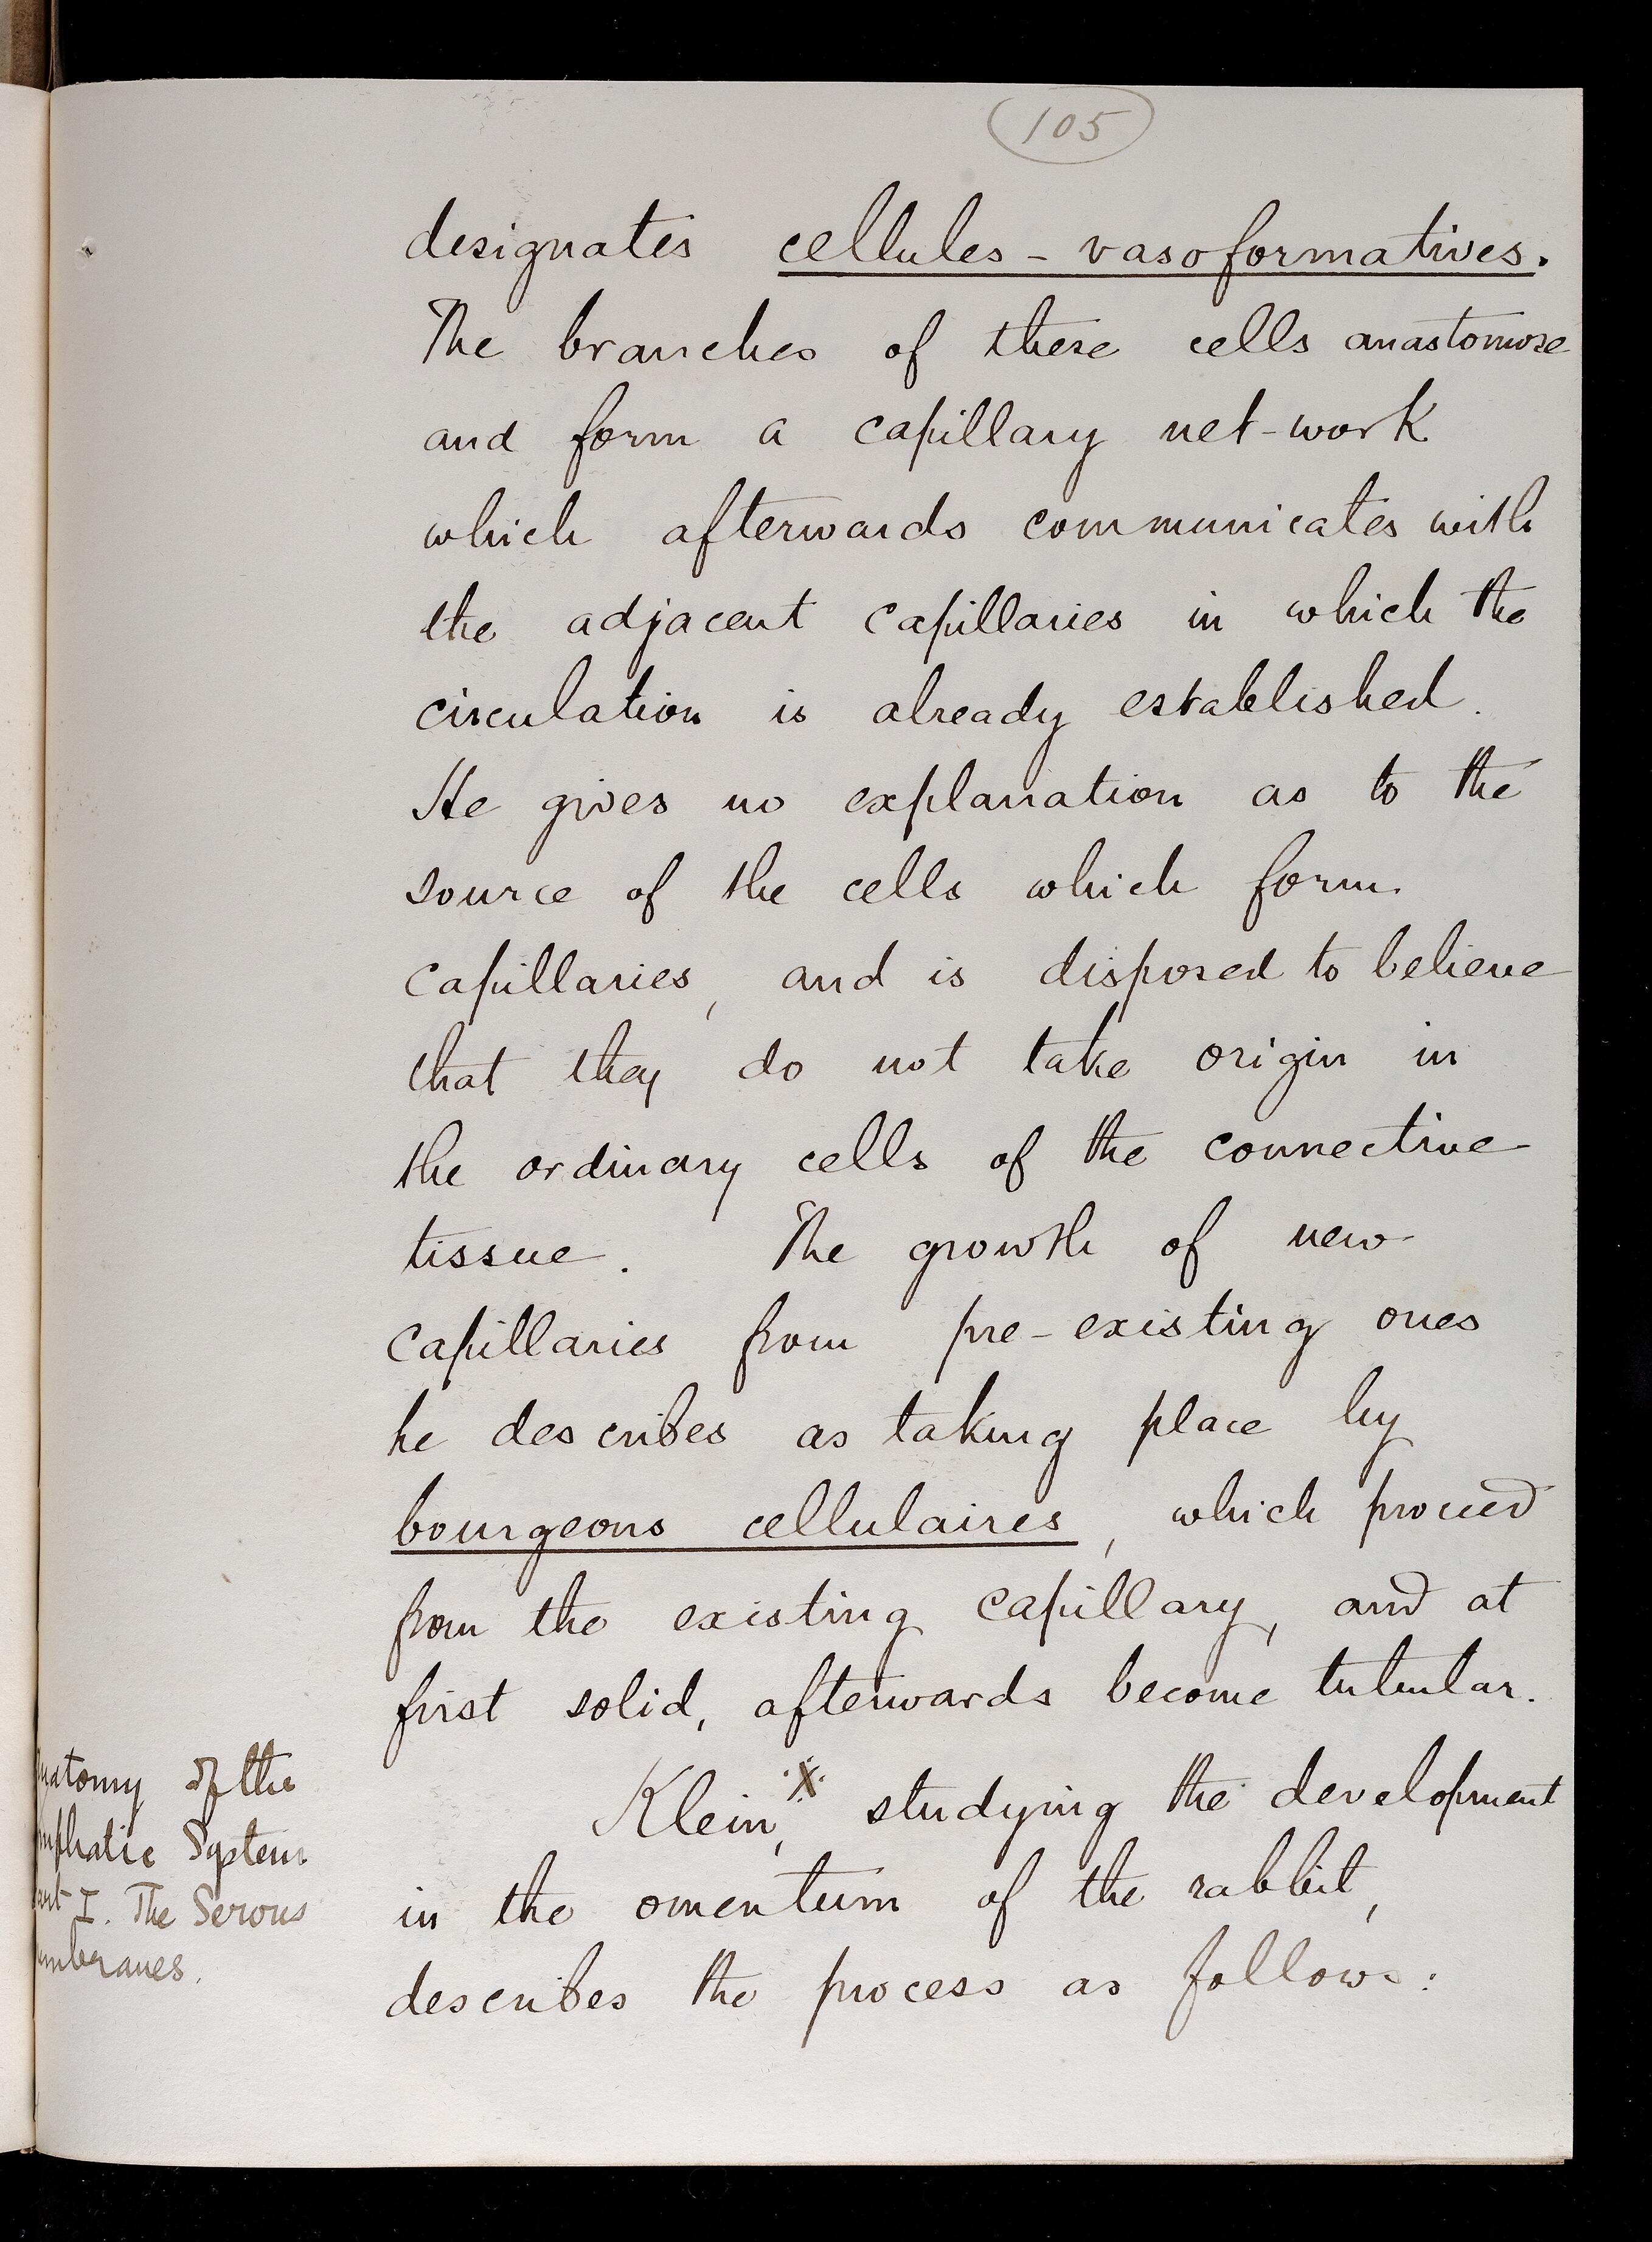 105
designates cellules - vasoformatives.
The branches of these cells anastomose
and form a capillary net-work
which afterwards communicates with
the adjacent capillaries in which the
circulation is already established.
He gives no explanation as to the
source of the cells which form
capillaries, and is disposed to believe
that they do not take origin in
the ordinary cells of the connective
tissue. The growth of new
capillaries from pre-existing ones
he describes as taking place by
bourgeons cellulaires, which proceed
from the existing capillary, and at
first solid, afterwards become tubular.
Klein,x studying the development
in the omentum of the rabbit,
describes the process as follows:
natomy of the
mphatic System
art I. The Serous
embranes.